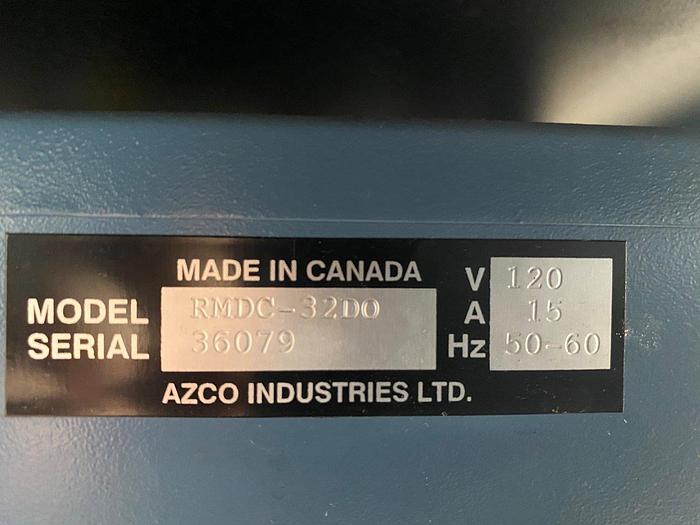 MADE IN CANADA
MODEL RMDC-32DO
SERIAL 36079
V 120
A 15
Hz 50-60
AZCO INDUSTRIES LTD.